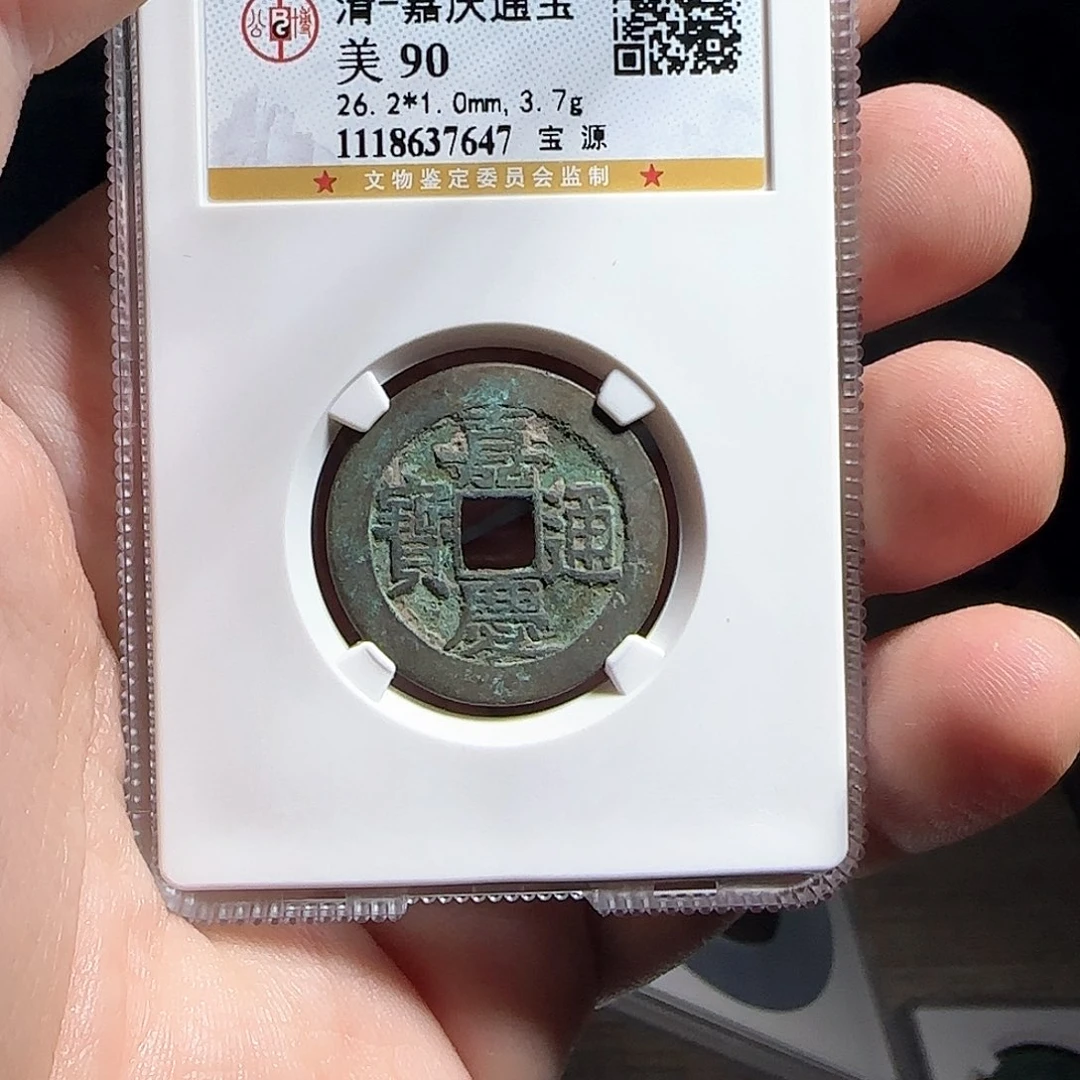 清-嘉庆通宝
美 90
26.2*1.0mm, 3.7g
1118637647 宝源
★ 文物鉴定委员会监制 ★
嘉
寶 通
慶